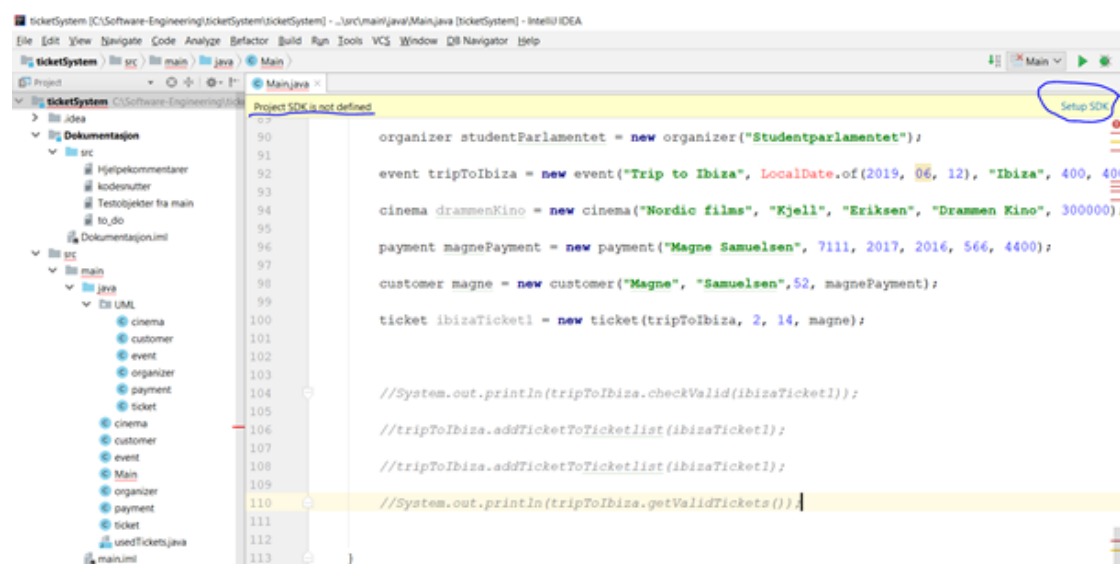 ticketSystem [C:\Software-Engineering\ticketSystem\ticketSystem] - ...\src\main\java\Main.java [ticketSystem] - IntelliJ IDEA
File Edit View Navigate Code Analyze Refactor Build Run Tools VCS Window DB Navigator Help
ticketSystem src main java Main
Main
Project
Main.java
ticketSystem C:\Software-Engineering\tick
Project SDK is not defined
Setup SDK
.idea
Dokumentasjon
src
Hjelpekommentarer
kodesnutter
Testobjekter fra main
to_do
Dokumentasjon.iml
src
main
java
UML
cinema
customer
event
organizer
payment
ticket
cinema
customer
event
Main
organizer
payment
ticket
usedTickets.java
main.iml
89
90 organizer studentParlamentet = new organizer("Studentparlamentet");
91
92 event tripToIbiza = new event("Trip to Ibiza", LocalDate.of(2019, 06, 12), "Ibiza", 400, 40
93
94 cinema drammenKino = new cinema("Nordic films", "Kjell", "Eriksen", "Drammen Kino", 300000)
95
96 payment magnePayment = new payment("Magne Samuelsen", 7111, 2017, 2016, 566, 4400);
97
98 customer magne = new customer("Magne", "Samuelsen",52, magnePayment);
99
100 ticket ibizaTicket1 = new ticket(tripToIbiza, 2, 14, magne);
101
102
103
104 //System.out.println(tripToIbiza.checkValid(ibizaTicket1));
105
106 //tripToIbiza.addTicketToTicketlist(ibizaTicket1);
107
108 //tripToIbiza.addTicketToTicketlist(ibizaTicket1);
109
110 //System.out.println(tripToIbiza.getValidTickets());
111
112
113 }